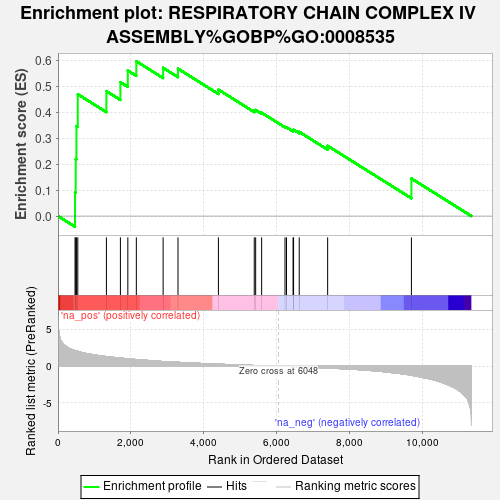 Enrichment plot: RESPIRATORY CHAIN COMPLEX IV
ASSEMBLY%GOBP%GO:0008535
Enrichment score (ES)
0.6
0.5
0.4
0.3
0.2
0.1
0.0
'na_pos' (positively correlated)
Ranked list metric (PreRanked)
5
0
-5
Zero cross at 6048
'na_neg' (negatively correlated)
0
2,000
4,000
6,000
8,000
10,000
Rank in Ordered Dataset
Enrichment profile
Hits
Ranking metric scores